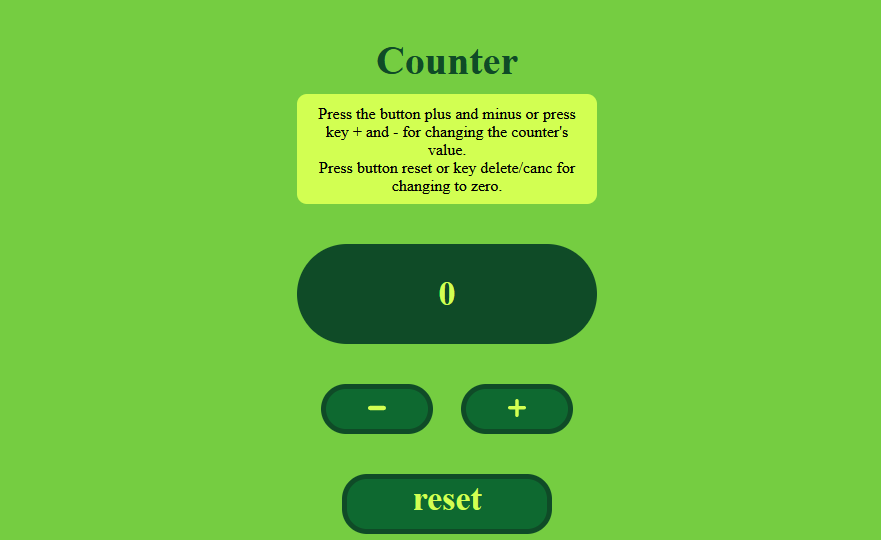 Counter
Press the button plus and minus or press
key + and - for changing the counter's
value.
Press button reset or key delete/canc for
changing to zero.
0
- +
reset